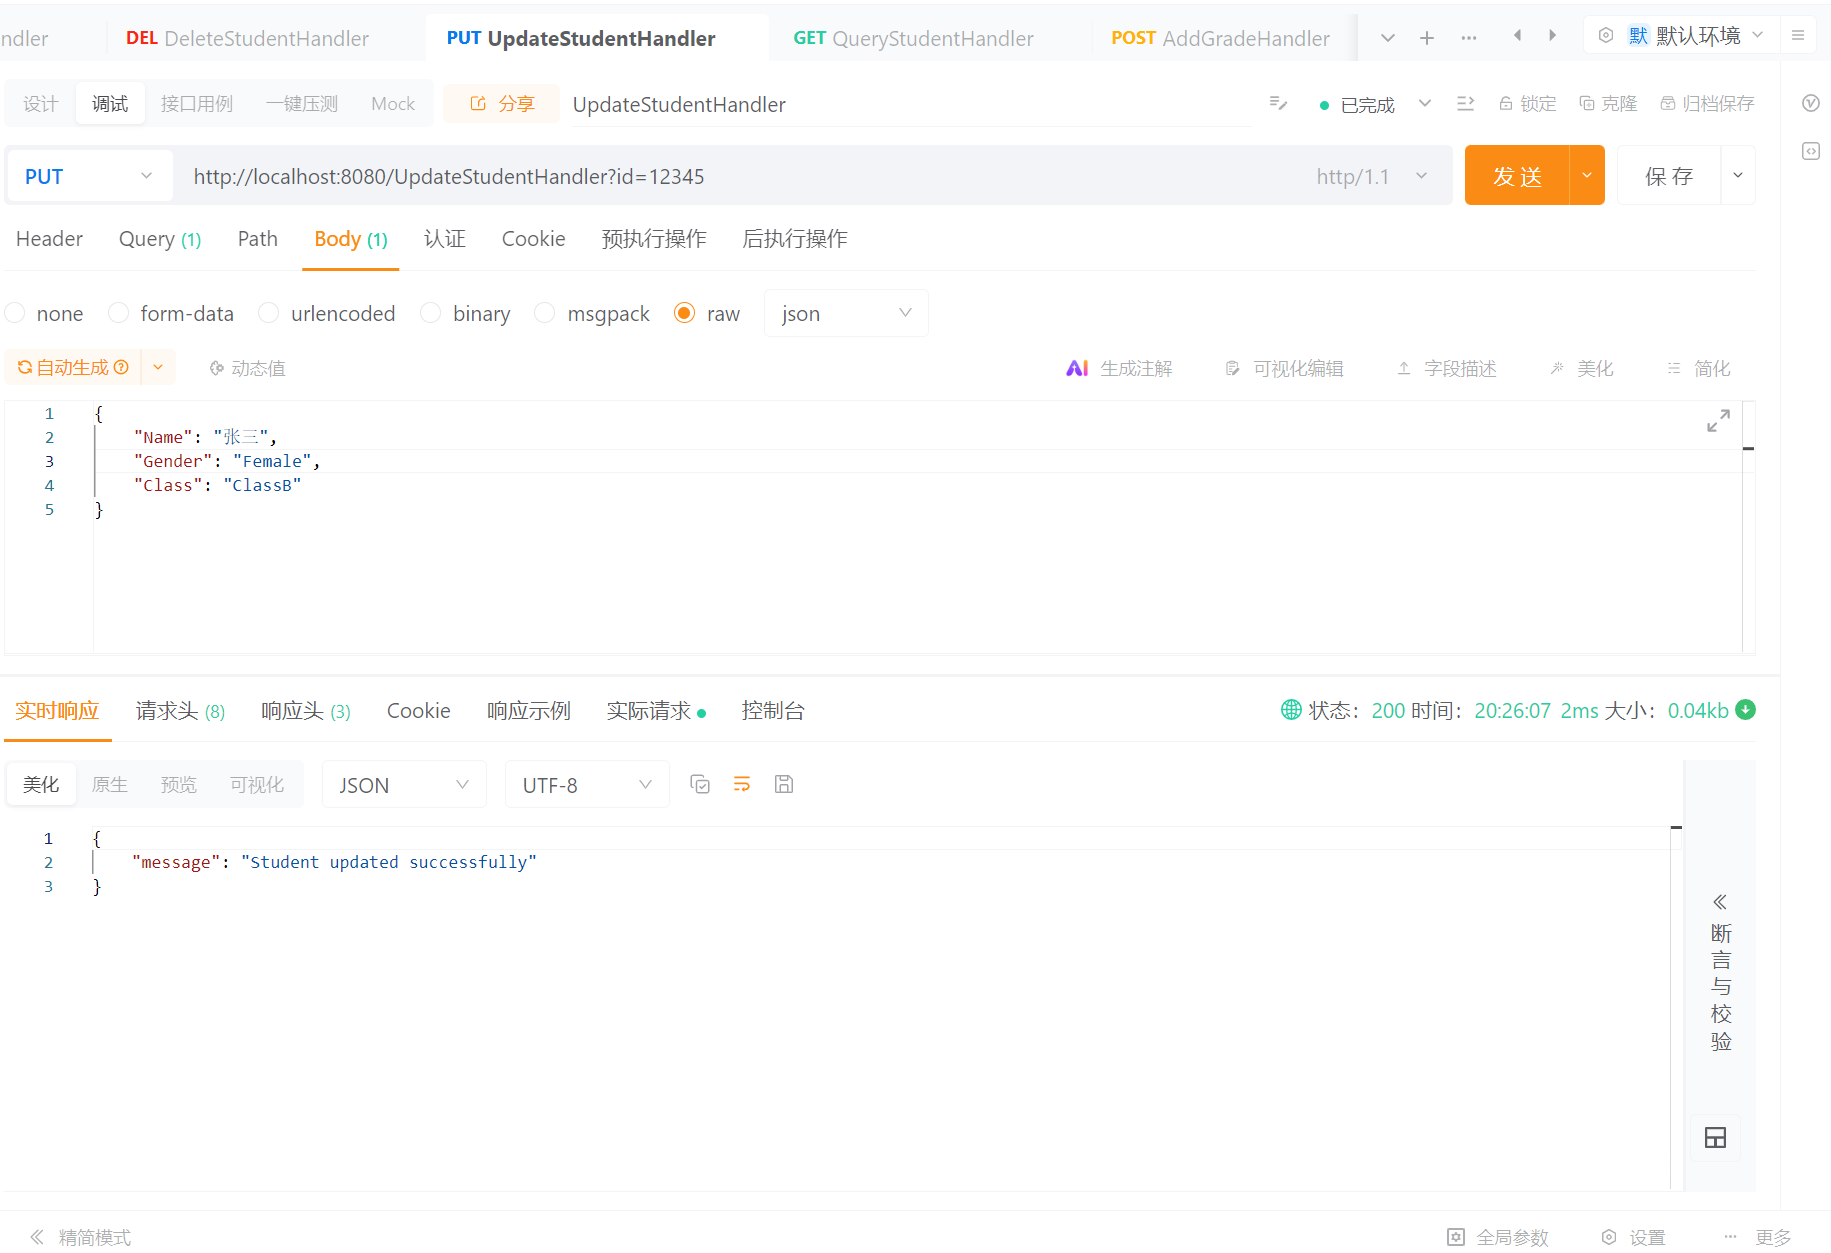 ndler DEL DeleteStudentHandler PUT UpdateStudentHandler GET QueryStudentHandler POST AddGradeHandler 默 默认环境
设计 调试 接口用例 一键压测 Mock 分享 UpdateStudentHandler 已完成 锁定 克隆 归档保存
PUT http://localhost:8080/UpdateStudentHandler?id=12345 http/1.1 发送 保存
Header Query (1) Path Body (1) 认证 Cookie 预执行操作 后执行操作
none form-data urlencoded binary msgpack raw json
自动生成 动态值 AI 生成注解 可视化编辑 字段描述 美化 简化
1 {
2 "Name": "张三",
3 "Gender": "Female",
4 "Class": "ClassB"
5 }
实时响应 请求头 (8) 响应头 (3) Cookie 响应示例 实际请求 控制台 状态: 200 时间: 20:26:07 2ms 大小: 0.04kb
美化 原生 预览 可视化 JSON UTF-8
1 {
2 "message": "Student updated successfully"
3 }
断言与校验
精简模式 全局参数 设置 更多